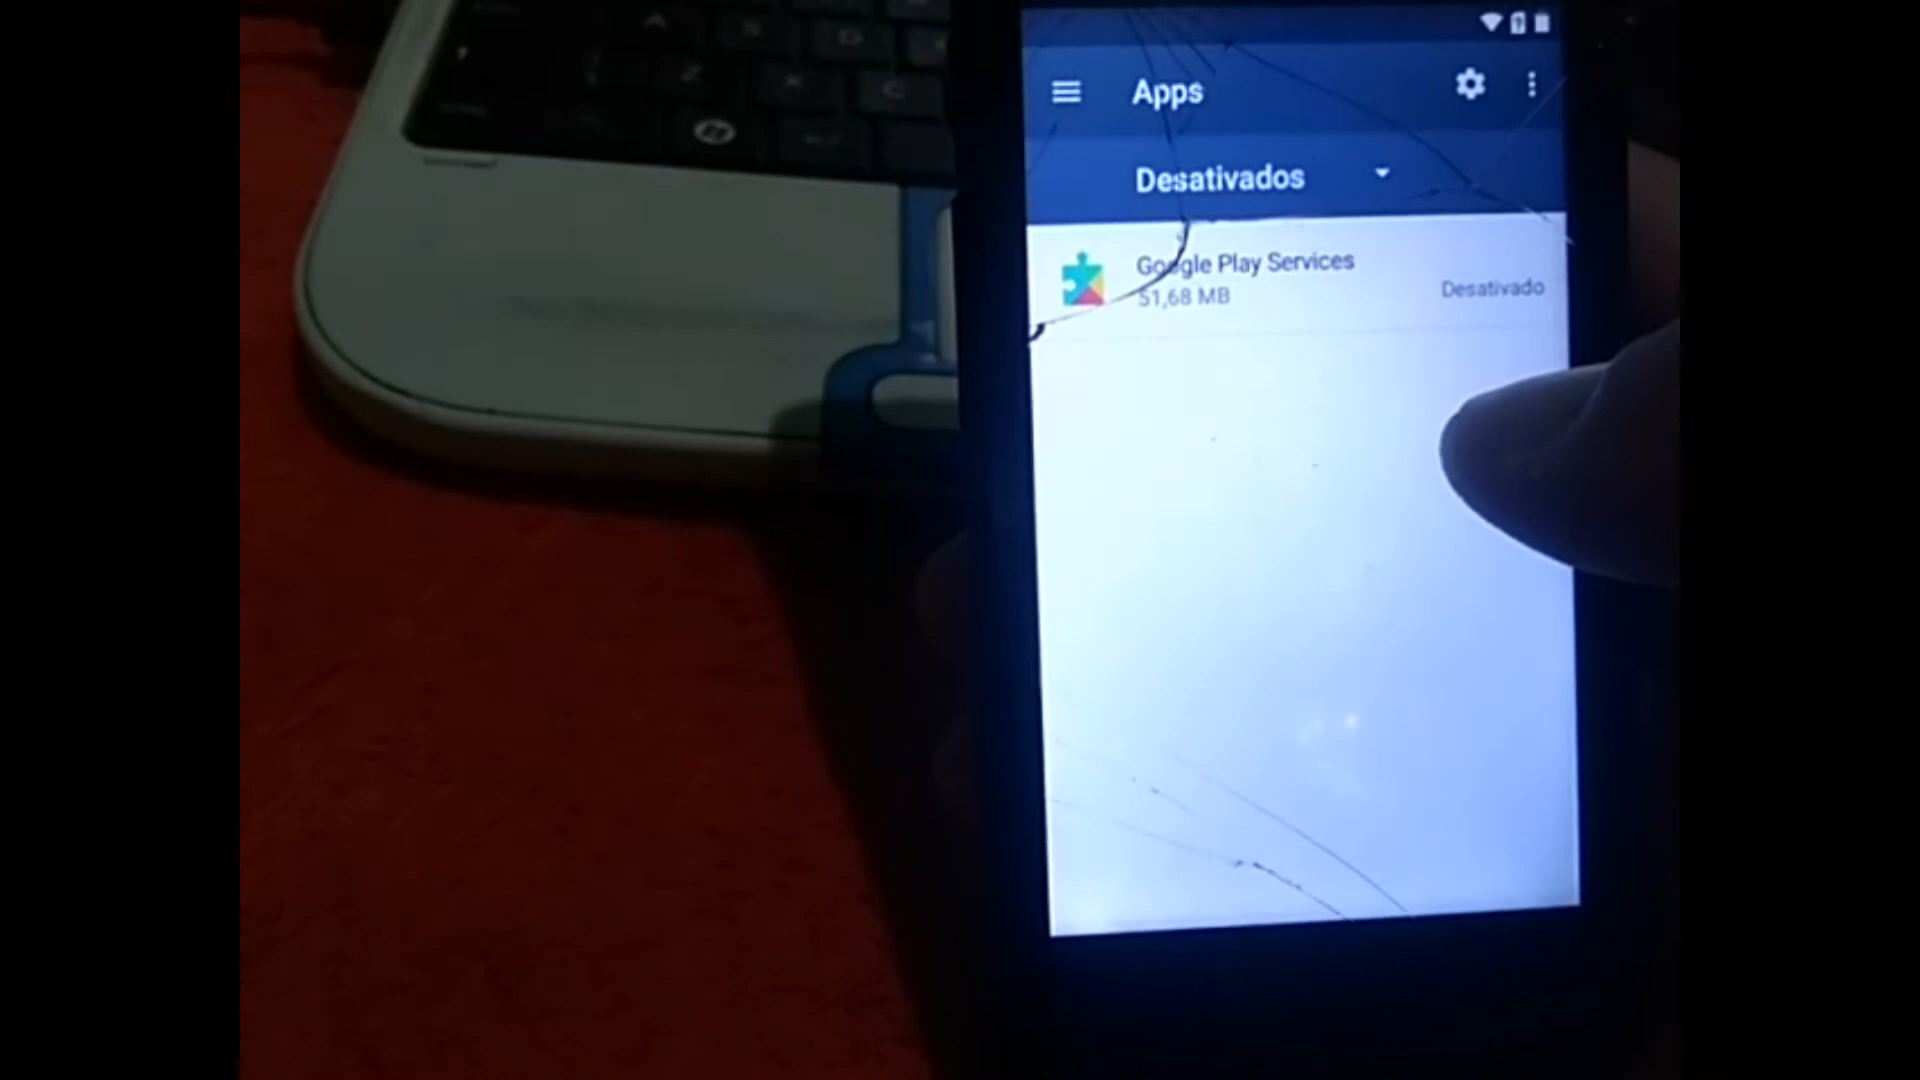 A
S
D
Z
X
C
Apps
Desativados
Google Play Services
51,68 MB
Desativado